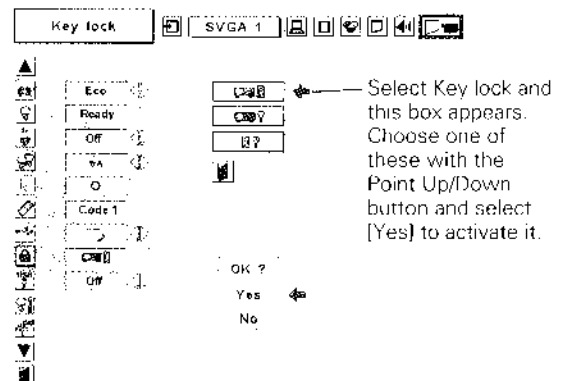 Key lock
SVGA 1
Eco
Ready
Off
Code 1
Off
OK ?
Yes
No
Select Key lock and
this box appears.
Choose one of
these with the
Point Up/Down
button and select
[Yes] to activate it.